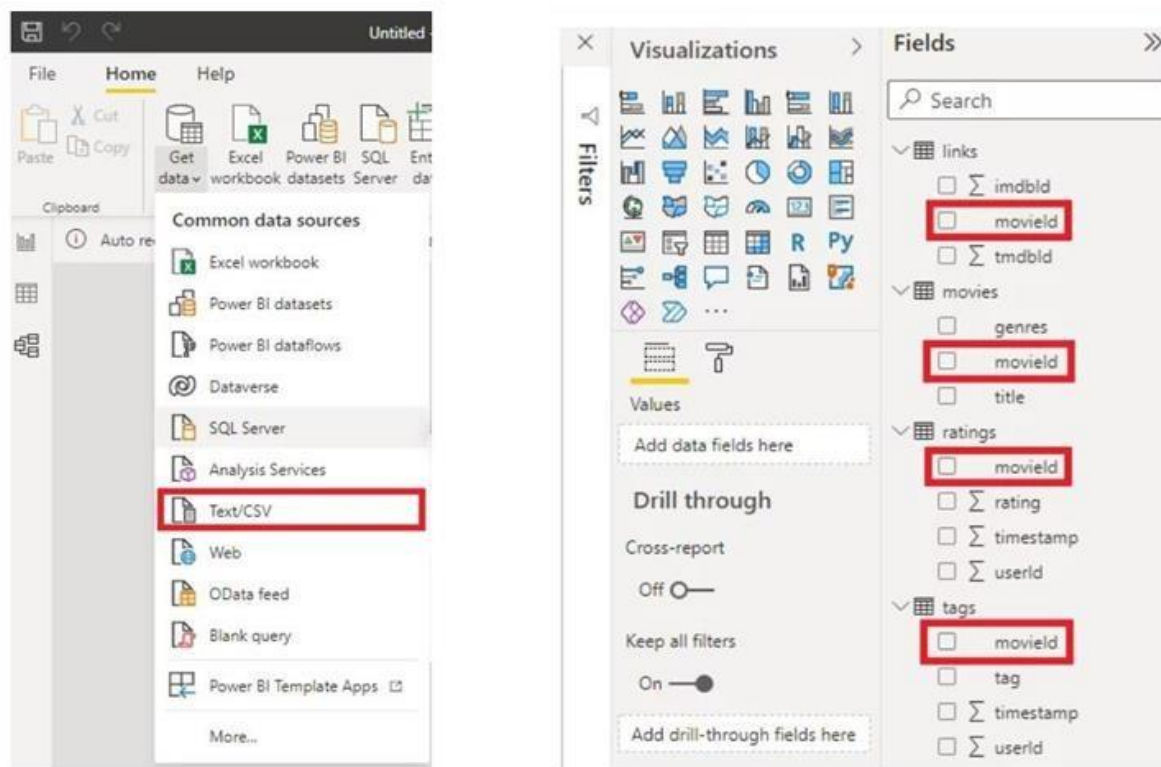 Untitled -
File Home Help
Paste
Cut
Copy
Clipboard
Get data
Excel workbook
Power BI datasets
SQL Server
Ent
da
Auto re
Common data sources
Excel workbook
Power BI datasets
Power BI dataflows
Dataverse
SQL Server
Analysis Services
Text/CSV
Web
OData feed
Blank query
Power BI Template Apps
More...
Filters
Visualizations
123
R Py
...
Values
Add data fields here
Drill through
Cross-report
Off
Keep all filters
On
Add drill-through fields here
Fields
Search
links
∑ imdbId
movieId
∑ tmdbId
movies
genres
movieId
title
ratings
movieId
∑ rating
∑ timestamp
∑ userId
tags
movieId
tag
∑ timestamp
∑ userId